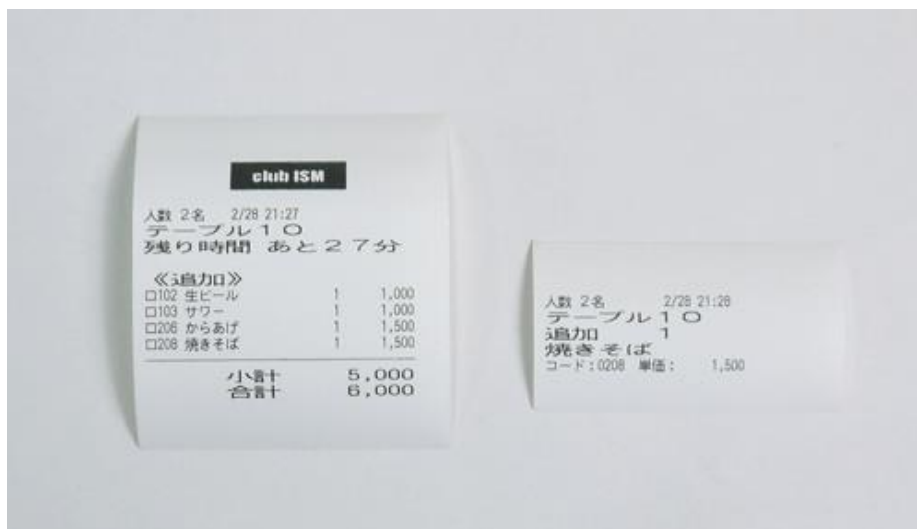 club ISM
人数 2名 2/28 21:27
テーブル10
残り時間 あと27分
《追加》
□102 生ビール 1 1,000
□103 サワー 1 1,000
□206 からあげ 1 1,500
□208 焼きそば 1 1,500
小計 5,000
合計 6,000
人数 2名 2/28 21:28
テーブル10
追加 1
焼きそば
コード:0208 単価: 1,500